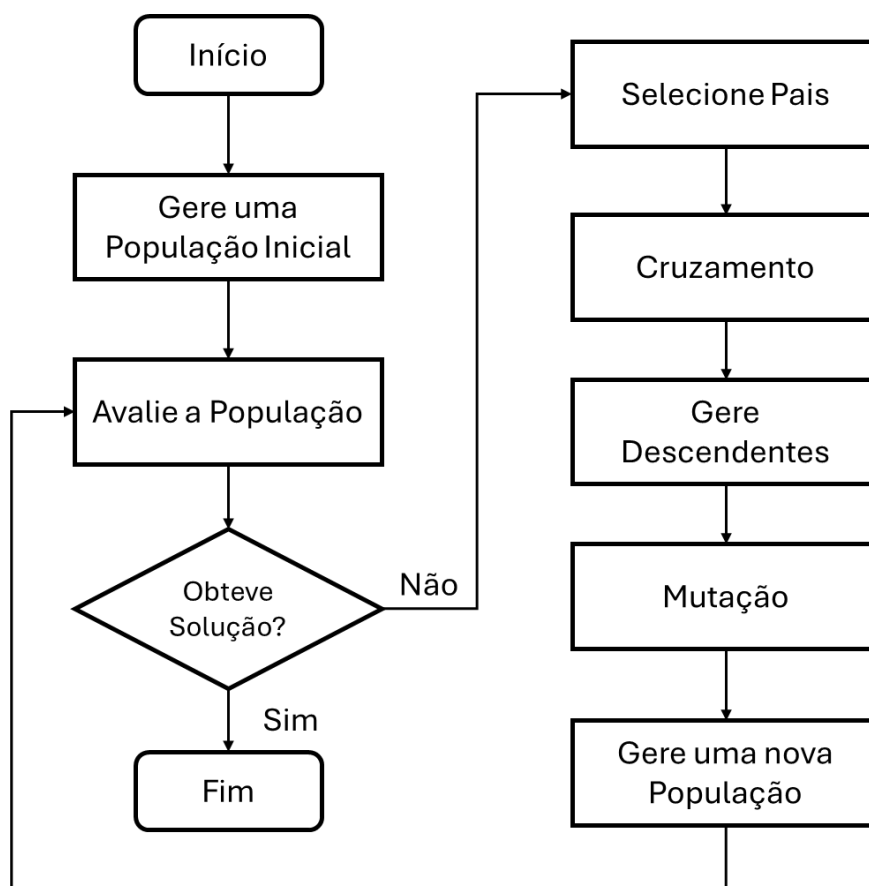 Início
Gere uma
População Inicial
Avalie a População
Obteve
Solução?
Não
Sim
Fim
Selecione Pais
Cruzamento
Gere
Descendentes
Mutação
Gere uma nova
População